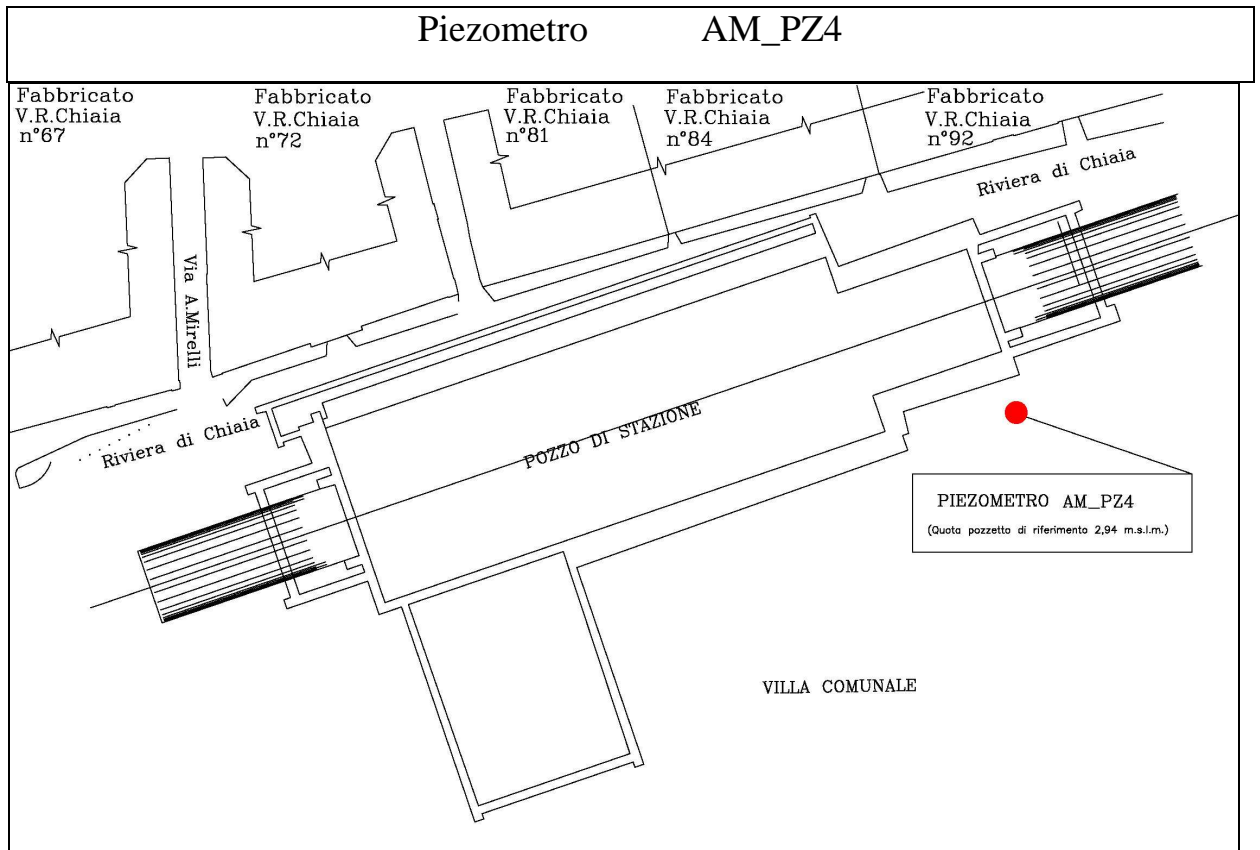 Piezometro AM_PZ4
Fabbricato
V.R.Chiaia
n°67
Fabbricato
V.R.Chiaia
n°72
Fabbricato
V.R.Chiaia
n°81
Fabbricato
V.R.Chiaia
n°84
Fabbricato
V.R.Chiaia
n°92
Riviera di Chiaia
Via A.Mirelli
Riviera di Chiaia
POZZO DI STAZIONE
PIEZOMETRO AM_PZ4
(Quota pozzetto di riferimento 2,94 m.s.l.m.)
VILLA COMUNALE